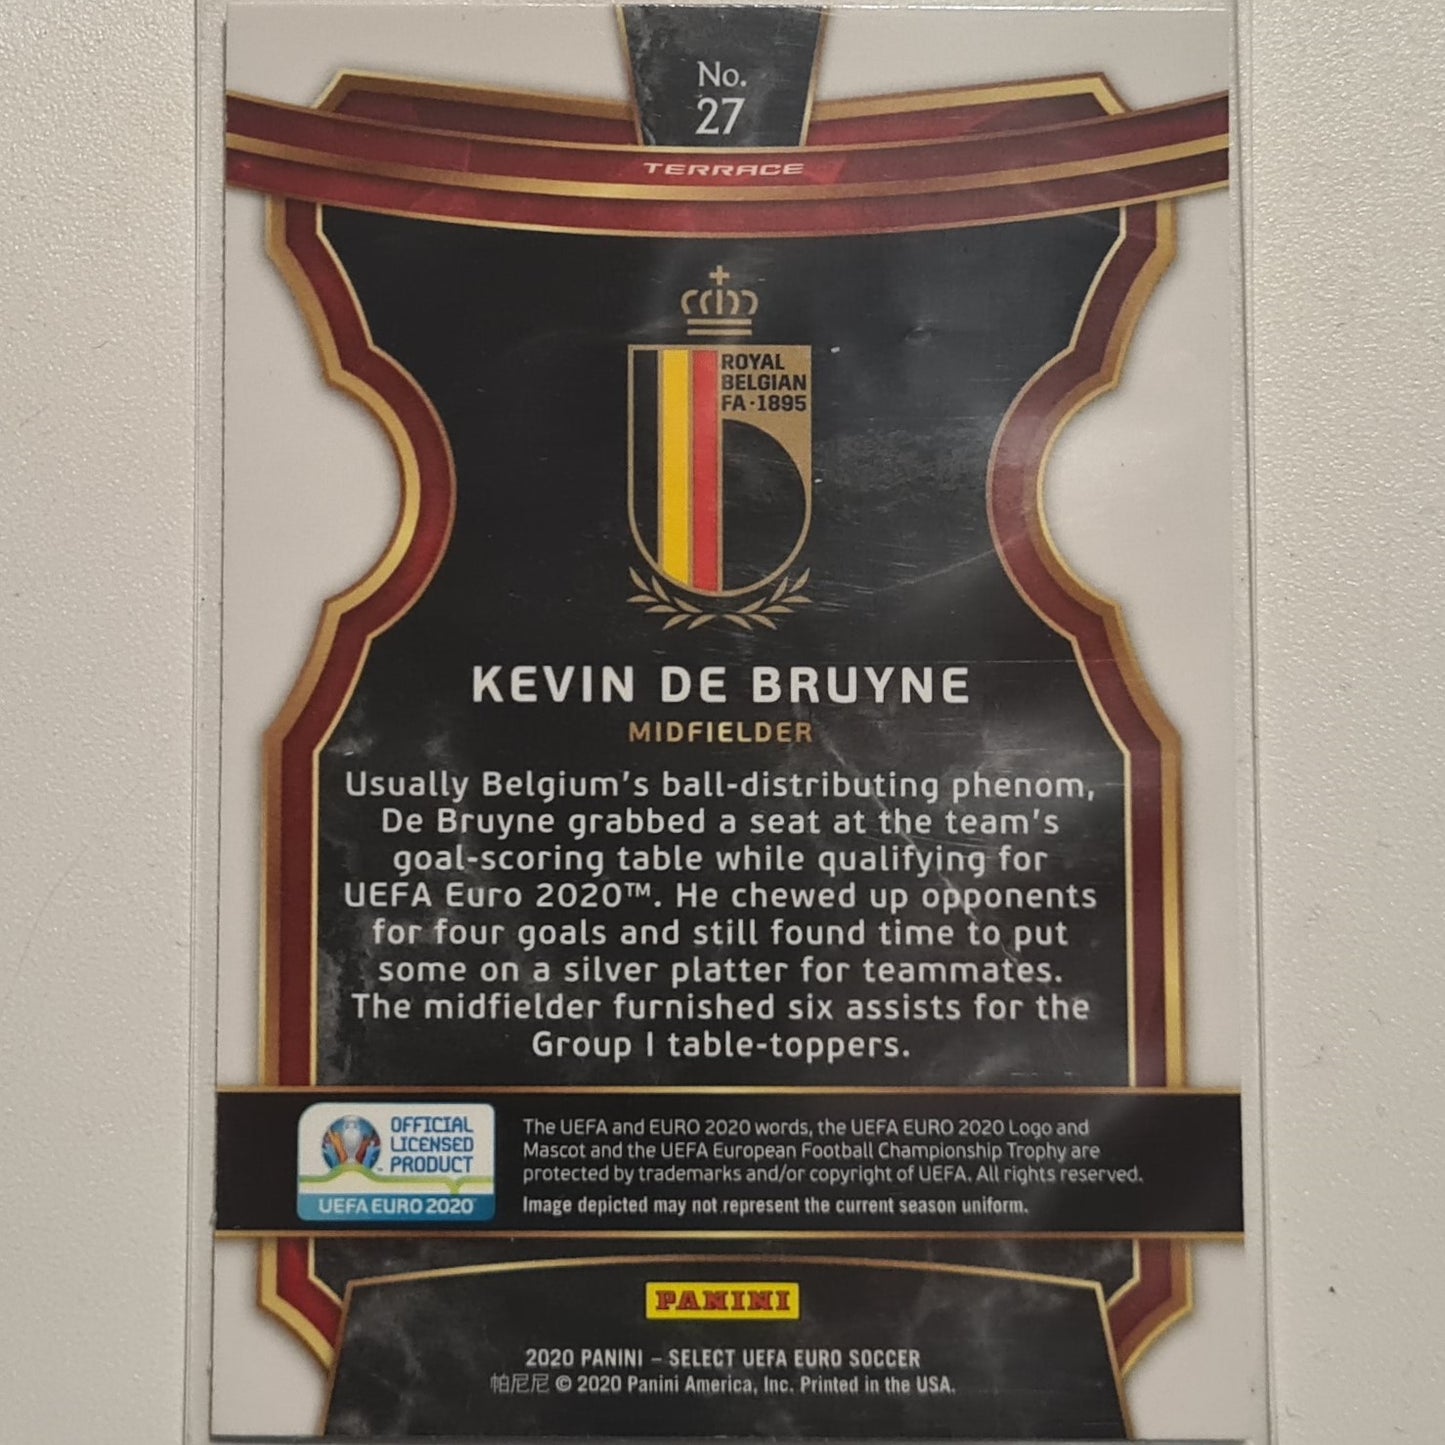 No.
27
TERRACE
ROYAL
BELGIAN
FA·1895
KEVIN DE BRUYNE
MIDFIELDER
Usually Belgium's ball-distributing phenom,
De Bruyne grabbed a seat at the team's
goal-scoring table while qualifying for
UEFA Euro 2020™. He chewed up opponents
for four goals and still found time to put
some on a silver platter for teammates.
The midfielder furnished six assists for the
Group I table-toppers.
OFFICIAL
LICENSED
PRODUCT
UEFA EURO 2020
The UEFA and EURO 2020 words, the UEFA EURO 2020 Logo and
Mascot and the UEFA European Football Championship Trophy are
protected by trademarks and/or copyright of UEFA. All rights reserved.
Image depicted may not represent the current season uniform.
PANINI
2020 PANINI – SELECT UEFA EURO SOCCER
帕尼尼 © 2020 Panini America, Inc. Printed in the USA.